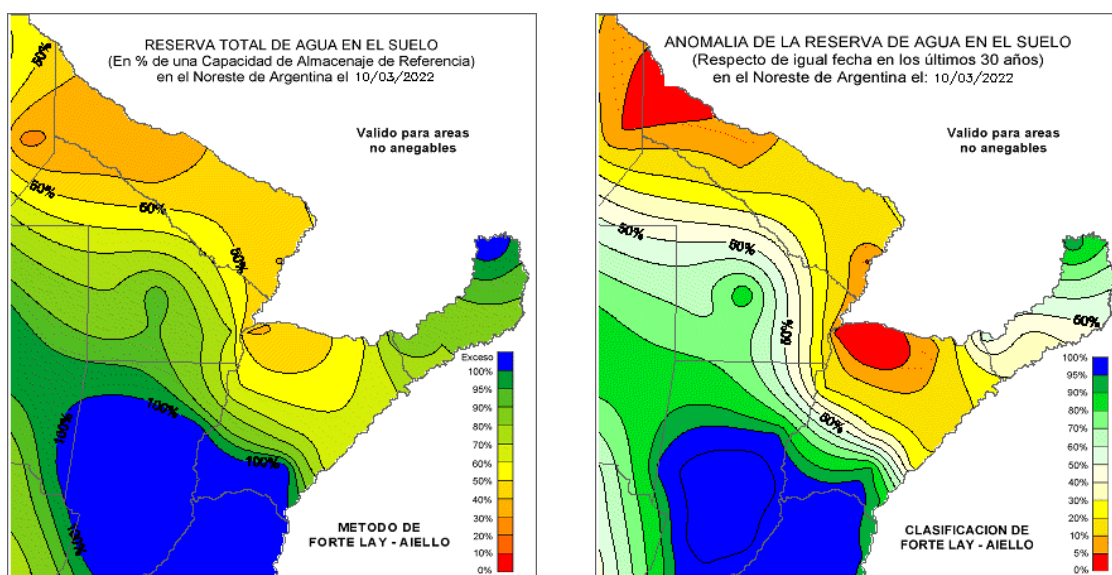 RESERVA TOTAL DE AGUA EN EL SUELO
(En % de una Capacidad de Almacenaje de Referencia)
en el Noreste de Argentina el 10/03/2022
Valido para areas
no anegables
50%
50%
50%
50%
100%
100%
100%
100%
Exceso
100%
95%
90%
80%
70%
60%
50%
40%
30%
20%
10%
0%
METODO DE
FORTE LAY - AIELLO
ANOMALIA DE LA RESERVA DE AGUA EN EL SUELO
(Respecto de igual fecha en los últimos 30 años)
en el Noreste de Argentina el: 10/03/2022
Valido para areas
no anegables
50%
50%
50%
50%
50%
100%
95%
90%
80%
70%
60%
50%
40%
30%
20%
10%
5%
0%
CLASIFICACION DE
FORTE LAY - AIELLO